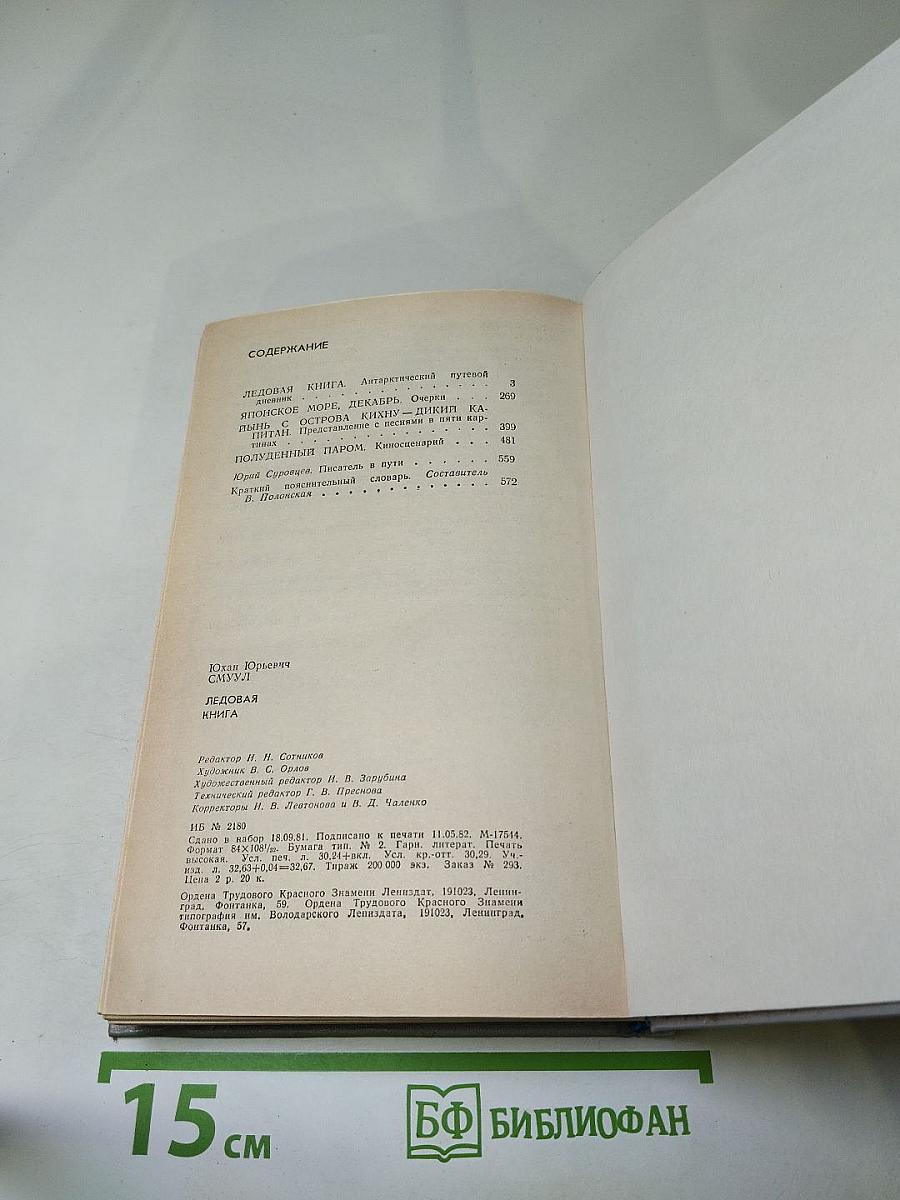 СОДЕРЖАНИЕ
ЛЕДОВАЯ КНИГА. Антарктический путевой
дневник . . . . . . . . . . . . . . . 3
ЯПОНСКОЕ МОРЕ, ДЕКАБРЬ. Очерки . . . 269
ЙЫНЬ С ОСТРОВА КИХНУ — ДИКИЙ КА-
ПИТАН. Представление с песнями в пяти кар-
тинах . . . . . . . . . . . . . . . 399
ПОЛУДЕННЫЙ ПАРОМ. Киносценарий . . . 481
Юрий Суровцев. Писатель в пути . . . . . . 559
Краткий пояснительный словарь. Составитель
В. Полонская . . . . . . . . . . . . . 572
Юхан Юрьевич
СМУУЛ
ЛЕДОВАЯ
КНИГА
Редактор И. Н. Сотников
Художник В. С. Орлов
Художественный редактор И. В. Зарубина
Технический редактор Г. В. Преснова
Корректоры И. В. Левтонова и В. Д. Чаленко
ИБ № 2180
Сдано в набор 18.09.81. Подписано к печати 11.05.82. М-17544.
Формат 84×108¹/₃₂. Бумага тип. № 2. Гарн. литерат. Печать
высокая. Усл. печ. л. 30,24+вкл. Усл. кр.-отт. 30,29. Уч.-
изд. л. 32,63+0,04=32,67. Тираж 200 000 экз. Заказ № 293.
Цена 2 р. 20 к.
Ордена Трудового Красного Знамени Лениздат, 191023, Ленин-
град, Фонтанка, 59. Ордена Трудового Красного Знамени
типография им. Володарского Лениздата, 191023, Ленинград,
Фонтанка, 57.
15 см
БФ БИБЛИОФАН